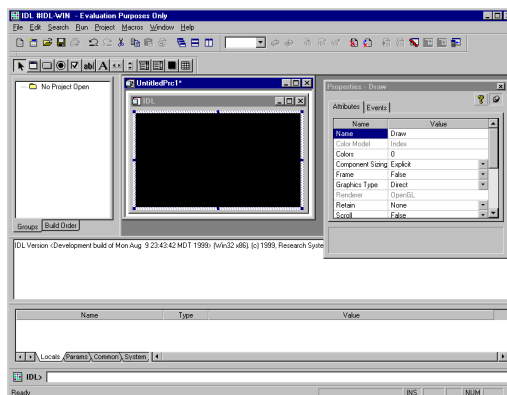 IDL #IDL-WIN - Evaluation Purposes Only
File Edit Search Run Project Macros Window Help
abl A
No Project Open
UntitledPrc1*
IDL
Groups Build Order
Properties - Draw
Attributes Events
Name Value
Name Draw
Color Model Index
Colors 0
Component Sizing Explicit
Frame False
Graphics Type Direct
Renderer OpenGL
Retain None
Scroll False
IDL Version <Development build of Mon Aug 9 23:43:42 MDT 1999> (Win32 x86). (c) 1999, Research Syste
Name Type Value
Locals Params Common System
IDL>
Ready INS NUM